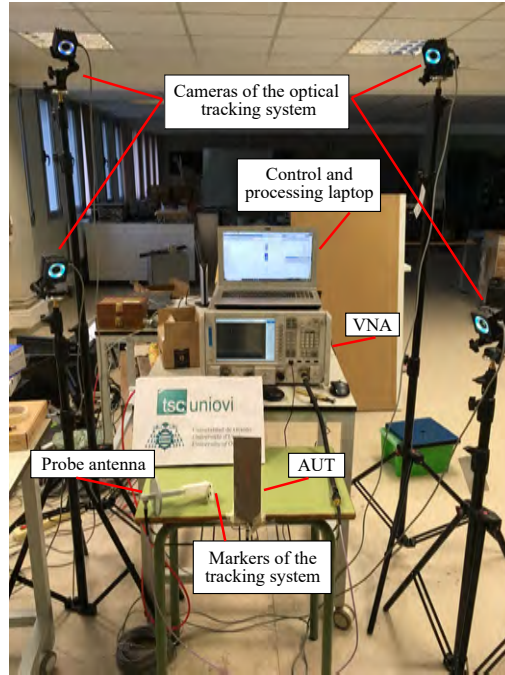 Cameras of the optical
tracking system
Control and
processing laptop
VNA
tsc uniovi
Probe antenna
AUT
Markers of the
tracking system